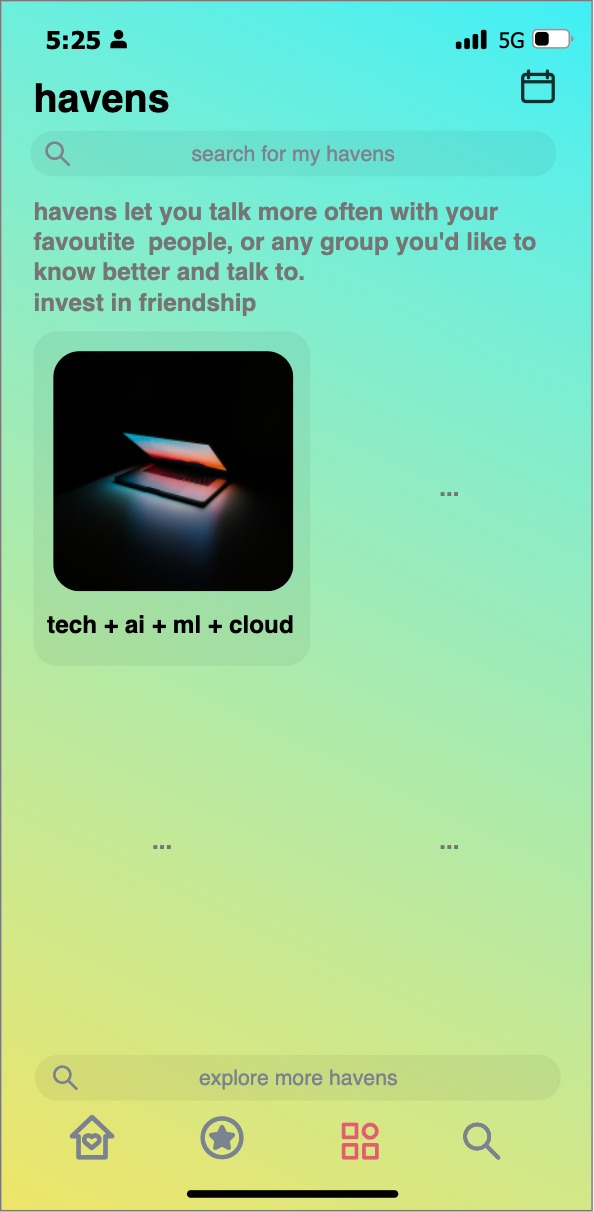 5:25
5G
havens
search for my havens
havens let you talk more often with your
favoutite  people, or any group you'd like to
know better and talk to.
invest in friendship
...
tech + ai + ml + cloud
...
...
explore more havens